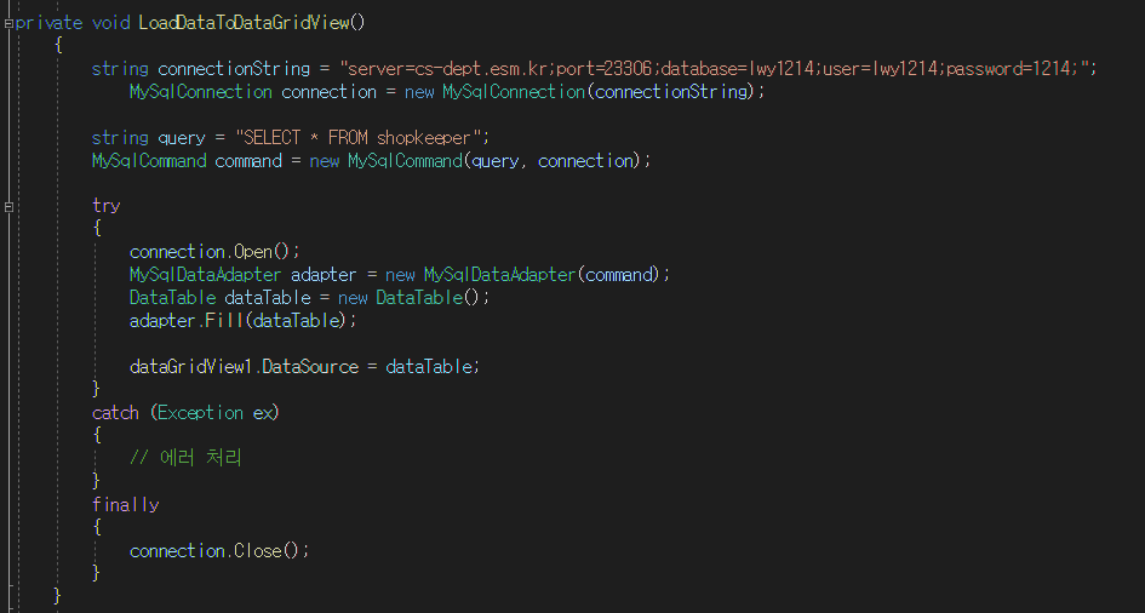 private void LoadDataToDataGridView()
{
string connectionString = "server=cs-dept.esm.kr;port=23306;database=lwy1214;user=lwy1214;password=1214;";
MySqlConnection connection = new MySqlConnection(connectionString);
string query = "SELECT * FROM shopkeeper";
MySqlCommand command = new MySqlCommand(query, connection);
try
{
connection.Open();
MySqlDataAdapter adapter = new MySqlDataAdapter(command);
DataTable dataTable = new DataTable();
adapter.Fill(dataTable);
dataGridView1.DataSource = dataTable;
}
catch (Exception ex)
{
// 에러 처리
}
finally
{
connection.Close();
}
}